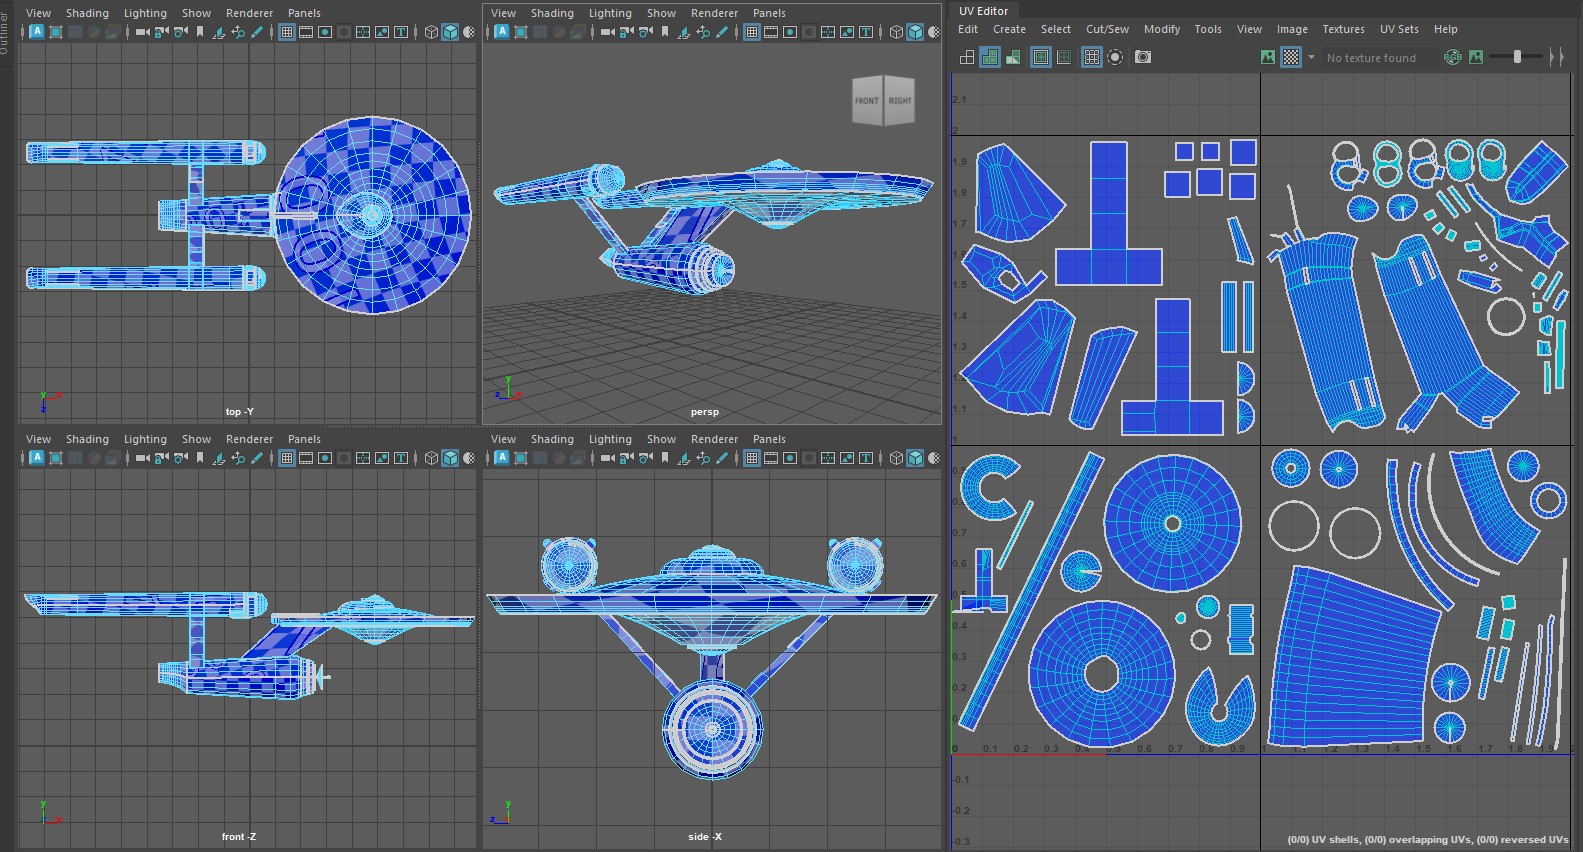 Outliner
View Shading Lighting Show Renderer Panels
FRONT RIGHT
top -Y
View Shading Lighting Show Renderer Panels
persp
View Shading Lighting Show Renderer Panels
front -Z
View Shading Lighting Show Renderer Panels
side -X
UV Editor
Edit Create Select Cut/Sew Modify Tools View Image Textures UV Sets Help
No texture found
RGB
2.1
2
1.9
1.8
1.7
1.6
1.5
1.4
1.3
1.2
1.1
1
0.7
0.6
0.4
0.3
0.2
0 0.1 0.2 0.3 0.4 0.6 0.7 0.8 0.9 1 1.2 1.3 1.4 1.5 1.6 1.7 1.8 1.9
-0.1
-0.2
-0.3
(0/0) UV shells, (0/0) overlapping UVs, (0/0) reversed UVs